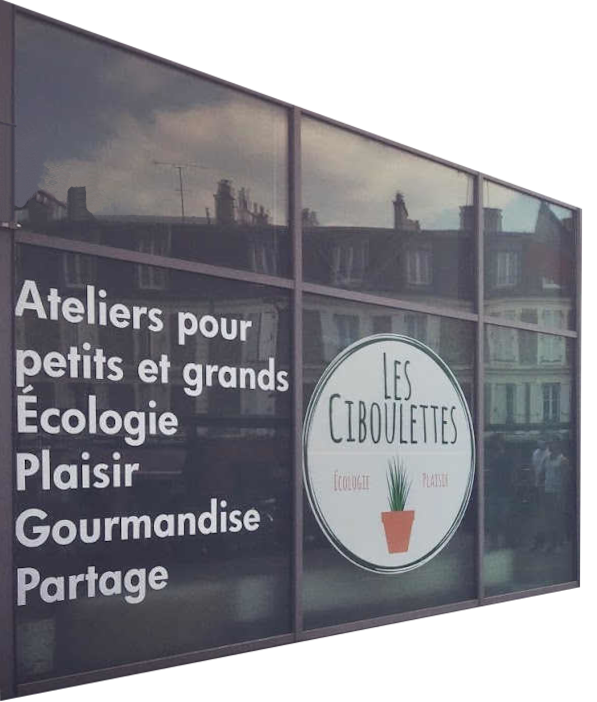 Ateliers pour
petits et grands
Écologie
Plaisir
Gourmandise
Partage
LES
CIBOULETTES
ÉCOLOGIE PLAISIR